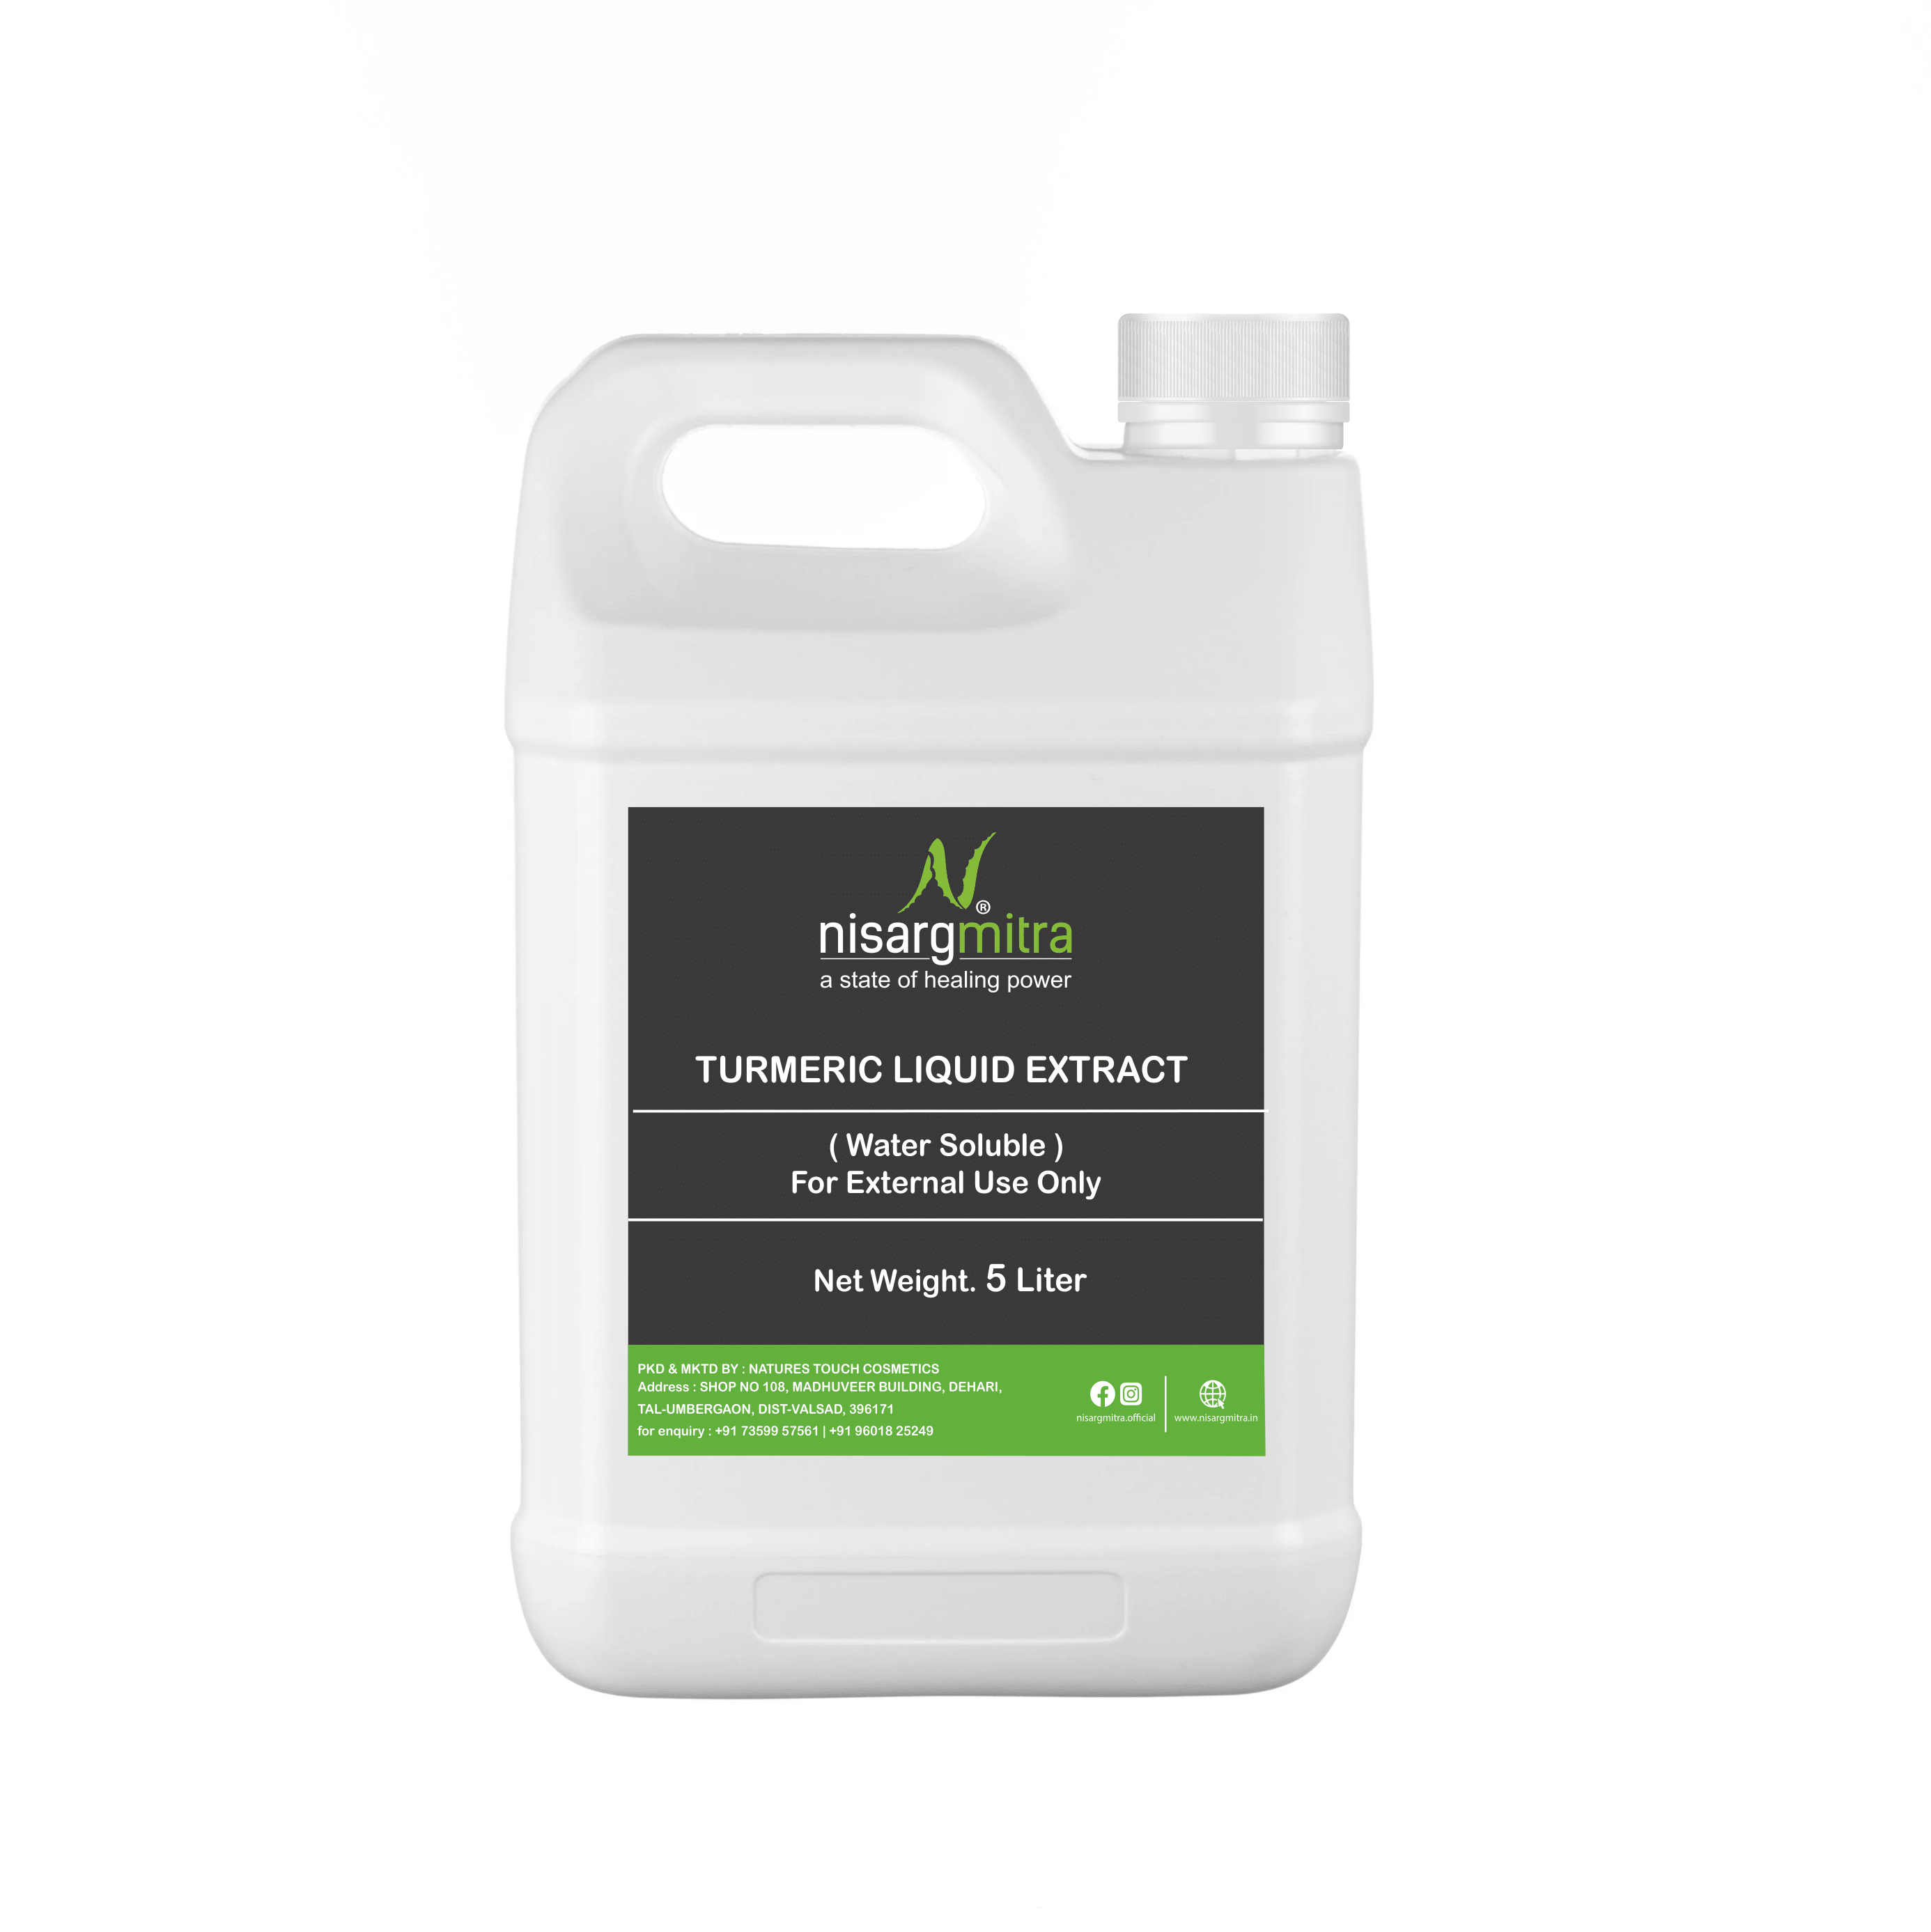 N®
nisargmitra
a state of healing power
TURMERIC LIQUID EXTRACT
( Water Soluble )
For External Use Only
Net Weight. 5 Liter
PKD & MKTD BY : NATURES TOUCH COSMETICS
Address : SHOP NO 108, MADHUVEER BUILDING, DEHARI,
TAL-UMBERGAON, DIST-VALSAD, 396171
for enquiry : +91 73599 57561 | +91 96018 25249
nisargmitra.official
www.nisargmitra.in